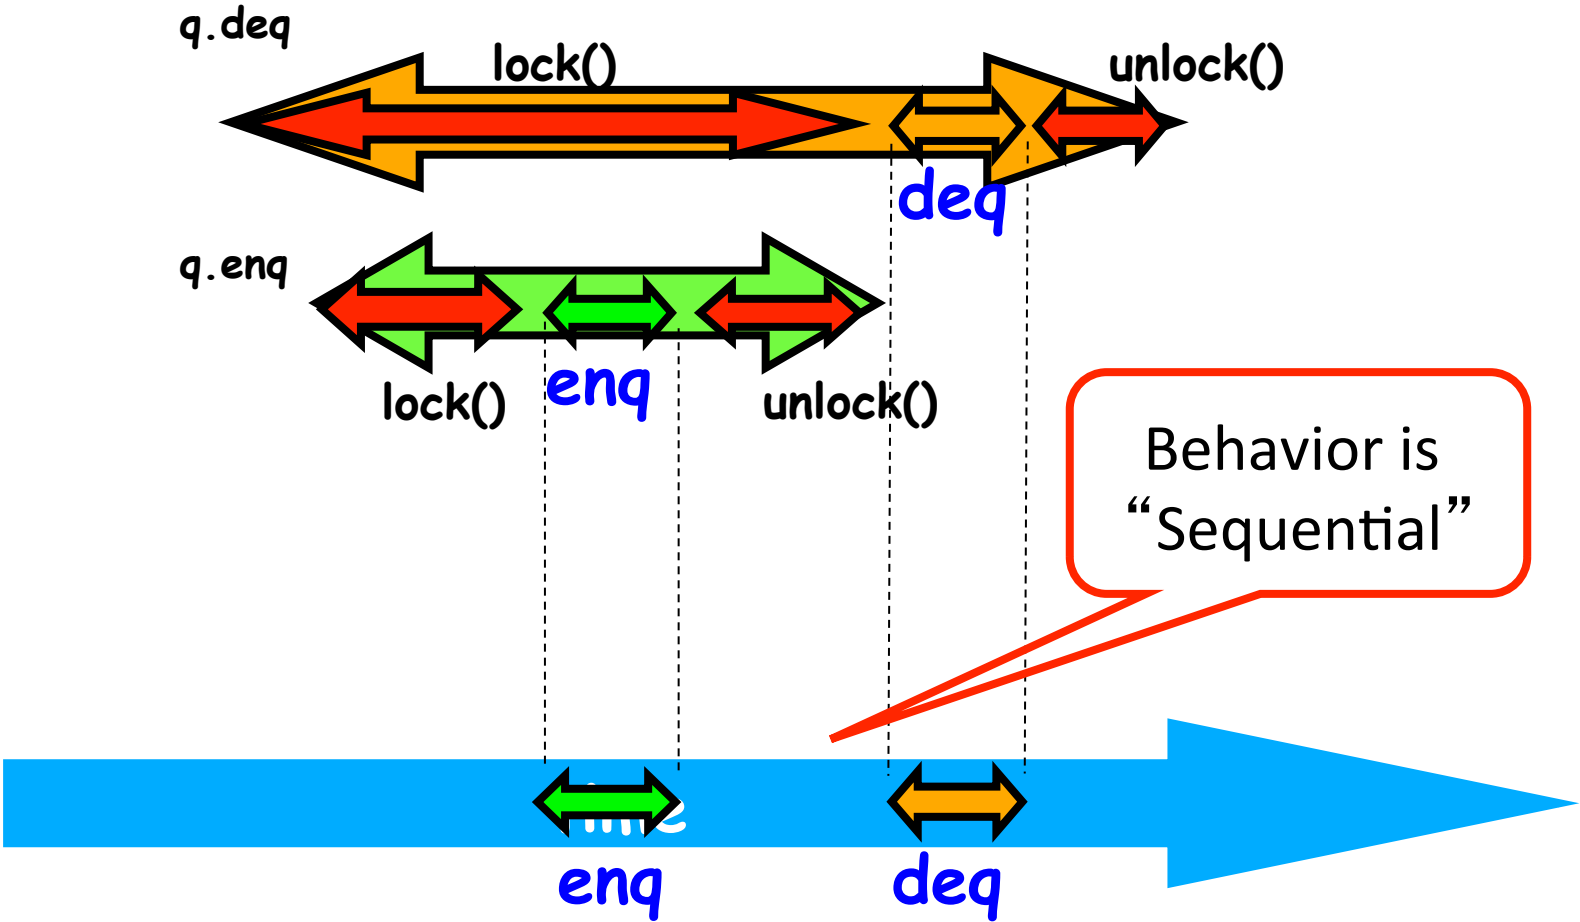 q.deq
lock()
unlock()
deq
q.enq
enq
lock()
unlock()
Behavior is
“Sequential”
enq
deq